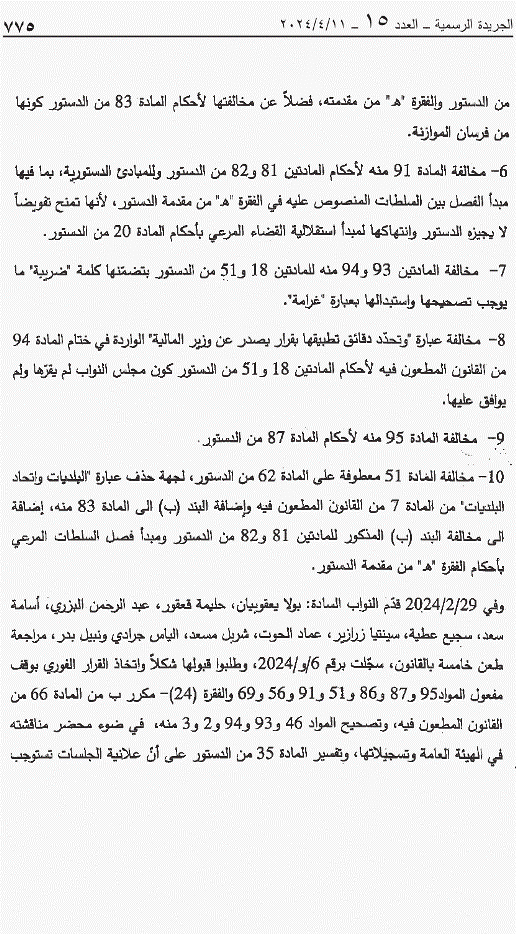 الجريدة الرسمية ــ العدد ١٥ ــ ٢٠٢٤/٤/١١ ٧٧٥
من الدستور والفقرة "هـ" من مقدمته، فضلاً عن مخالفتها لأحكام المادة 83 من الدستور كونها
من فرسان الموازنة.
6- مخالفة المادة 91 منه لأحكام المادتين 81 و82 من الدستور وللمبادئ الدستورية، بما فيها
مبدأ الفصل بين السلطات المنصوص عليه في الفقرة "هـ" من مقدمة الدستور، لأنها تمنح تفويضاً
لا يجيزه الدستور وانتهاكها لمبدأ استقلالية القضاء المرعي بأحكام المادة 20 من الدستور.
7- مخالفة المادتين 93 و94 منه للمادتين 18 و51 من الدستور بتضمّنها كلمة "ضريبة" ما
يوجب تصحيحها واستبدالها بعبارة "غرامة".
8- مخالفة عبارة "وتحدّد دقائق تطبيقها بقرار يصدر عن وزير المالية" الواردة في ختام المادة 94
من القانون المطعون فيه لأحكام المادتين 18 و51 من الدستور كون مجلس النواب لم يقرّها ولم
يوافق عليها.
9- مخالفة المادة 95 منه لأحكام المادة 87 من الدستور.
10- مخالفة المادة 51 معطوفة على المادة 62 من الدستور، لجهة حذف عبارة "البلديات واتحاد
البلديات" من المادة 7 من القانون المطعون فيه وإضافة البند (ب) الى المادة 83 منه، إضافة
الى مخالفة البند (ب) المذكور للمادتين 81 و82 من الدستور ومبدأ فصل السلطات المرعي
بأحكام الفقرة "هـ" من مقدمة الدستور.
وفي 2024/2/29 قدّم النواب السادة: بولا يعقوبيان، حليمة قعقور، عبد الرحمن البزري، أسامة
سعد، سجيع عطية، سينتيا زرازير، عماد الحوت، شربل مسعد، الياس جرادي ونبيل بدر، مراجعة
طعن خامسة بالقانون، سجّلت برقم 6/و/2024، وطلبوا قبولها شكلاً واتخاذ القرار الفوري بوقف
مفعول المواد95 و87 و86 و51 و91 و56 و69 والفقرة (24)- مكرر ب من المادة 66 من
القانون المطعون فيه، وتصحيح المواد 46 و93 و94 و2 و3 منه، في ضوء محضر مناقشته
في الهيئة العامة وتسجيلاتها، وتفسير المادة 35 من الدستور على أنّ علانية الجلسات تستوجب